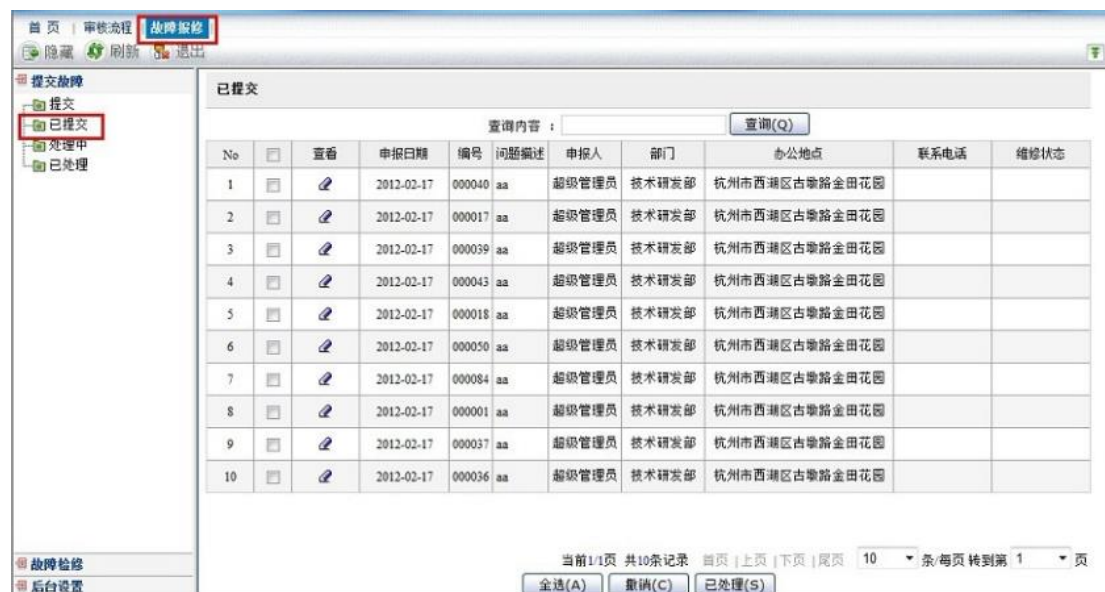 首 页 | 审核流程 | 故障报修
隐藏 刷新 退出
提交故障
提交
已提交
处理中
已处理
故障检修
后台设置
已提交
查询内容 : 查询(Q)
No 查看 申报日期 编号 问题描述 申报人 部门 办公地点 联系电话 维修状态
1 2012-02-17 000040 aa 超级管理员 技术研发部 杭州市西湖区古墩路金田花园
2 2012-02-17 000017 aa 超级管理员 技术研发部 杭州市西湖区古墩路金田花园
3 2012-02-17 000039 aa 超级管理员 技术研发部 杭州市西湖区古墩路金田花园
4 2012-02-17 000043 aa 超级管理员 技术研发部 杭州市西湖区古墩路金田花园
5 2012-02-17 000018 aa 超级管理员 技术研发部 杭州市西湖区古墩路金田花园
6 2012-02-17 000050 aa 超级管理员 技术研发部 杭州市西湖区古墩路金田花园
7 2012-02-17 000084 aa 超级管理员 技术研发部 杭州市西湖区古墩路金田花园
8 2012-02-17 000001 aa 超级管理员 技术研发部 杭州市西湖区古墩路金田花园
9 2012-02-17 000037 aa 超级管理员 技术研发部 杭州市西湖区古墩路金田花园
10 2012-02-17 000036 aa 超级管理员 技术研发部 杭州市西湖区古墩路金田花园
当前1/1页 共10条记录 首页 | 上页 | 下页 | 尾页 10 条/每页 转到第 1 页
全选(A) 撤销(C) 已处理(S)